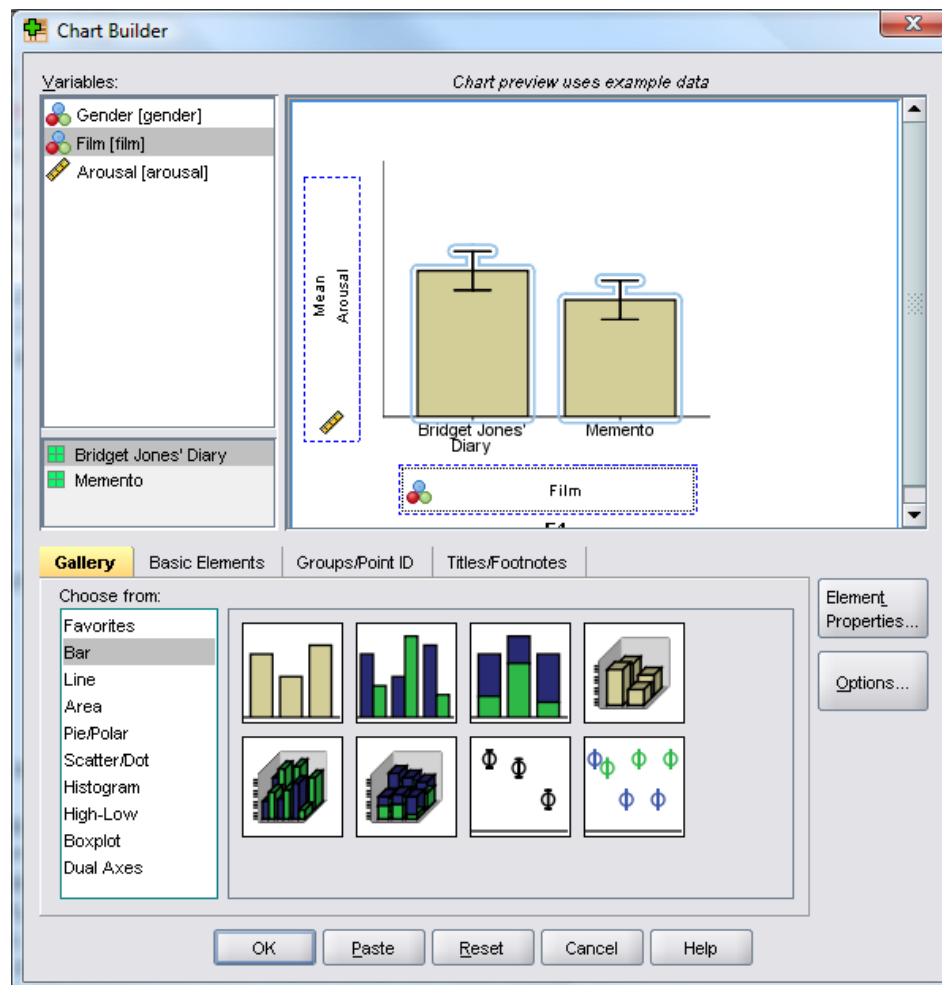 Chart Builder
Variables:
Chart preview uses example data
Gender [gender]
Film [film]
Arousal [arousal]
Mean
Arousal
Bridget Jones'
Diary
Memento
Film
Bridget Jones' Diary
Memento
Gallery
Basic Elements
Groups/Point ID
Titles/Footnotes
Choose from:
Favorites
Bar
Line
Area
Pie/Polar
Scatter/Dot
Histogram
High-Low
Boxplot
Dual Axes
Element
Properties...
Options...
OK
Paste
Reset
Cancel
Help